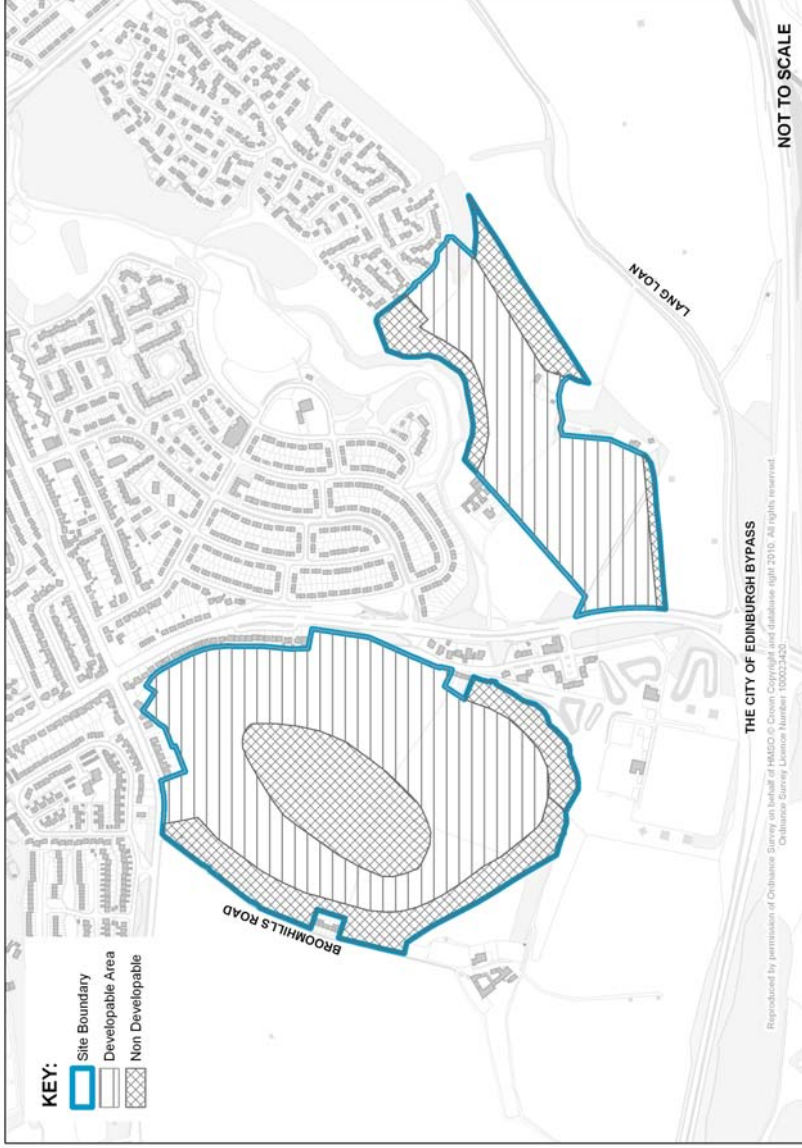 KEY:
Site Boundary
Developable Area
Non Developable
BROOMHILLS ROAD
LANG LOAN
THE CITY OF EDINBURGH BYPASS
NOT TO SCALE
Reproduced by permission of Ordnance Survey on behalf of HMSO © Crown Copyright and database right 2010. All rights reserved.
Ordnance Survey Licence Number 100023420